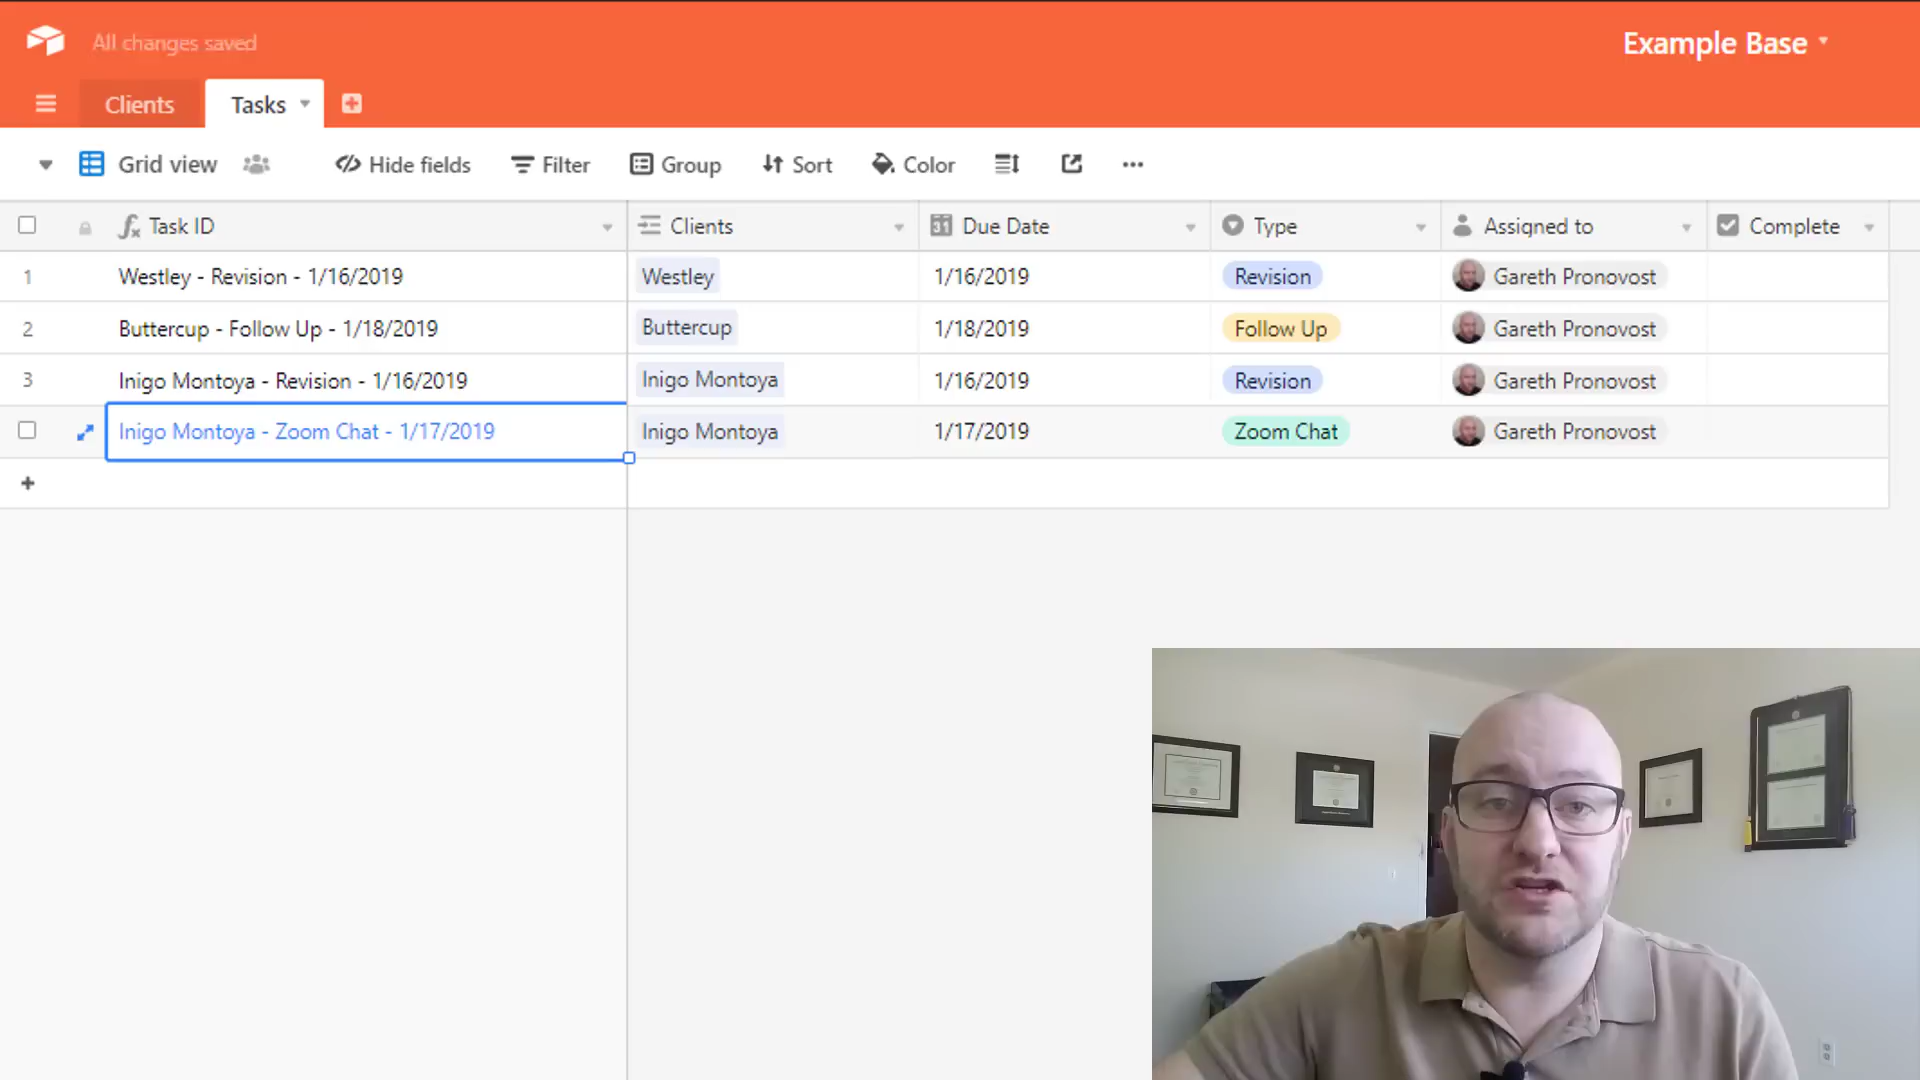 All changes saved
Example Base
Clients
Tasks
Grid view
Hide fields
Filter
Group
Sort
Color
Task ID
Clients
31
Due Date
Type
Assigned to
Complete
1
Westley - Revision - 1/16/2019
Westley
1/16/2019
Revision
Gareth Pronovost
2
Buttercup - Follow Up - 1/18/2019
Buttercup
1/18/2019
Follow Up
Gareth Pronovost
3
Inigo Montoya - Revision - 1/16/2019
Inigo Montoya
1/16/2019
Revision
Gareth Pronovost
Inigo Montoya - Zoom Chat - 1/17/2019
Inigo Montoya
1/17/2019
Zoom Chat
Gareth Pronovost